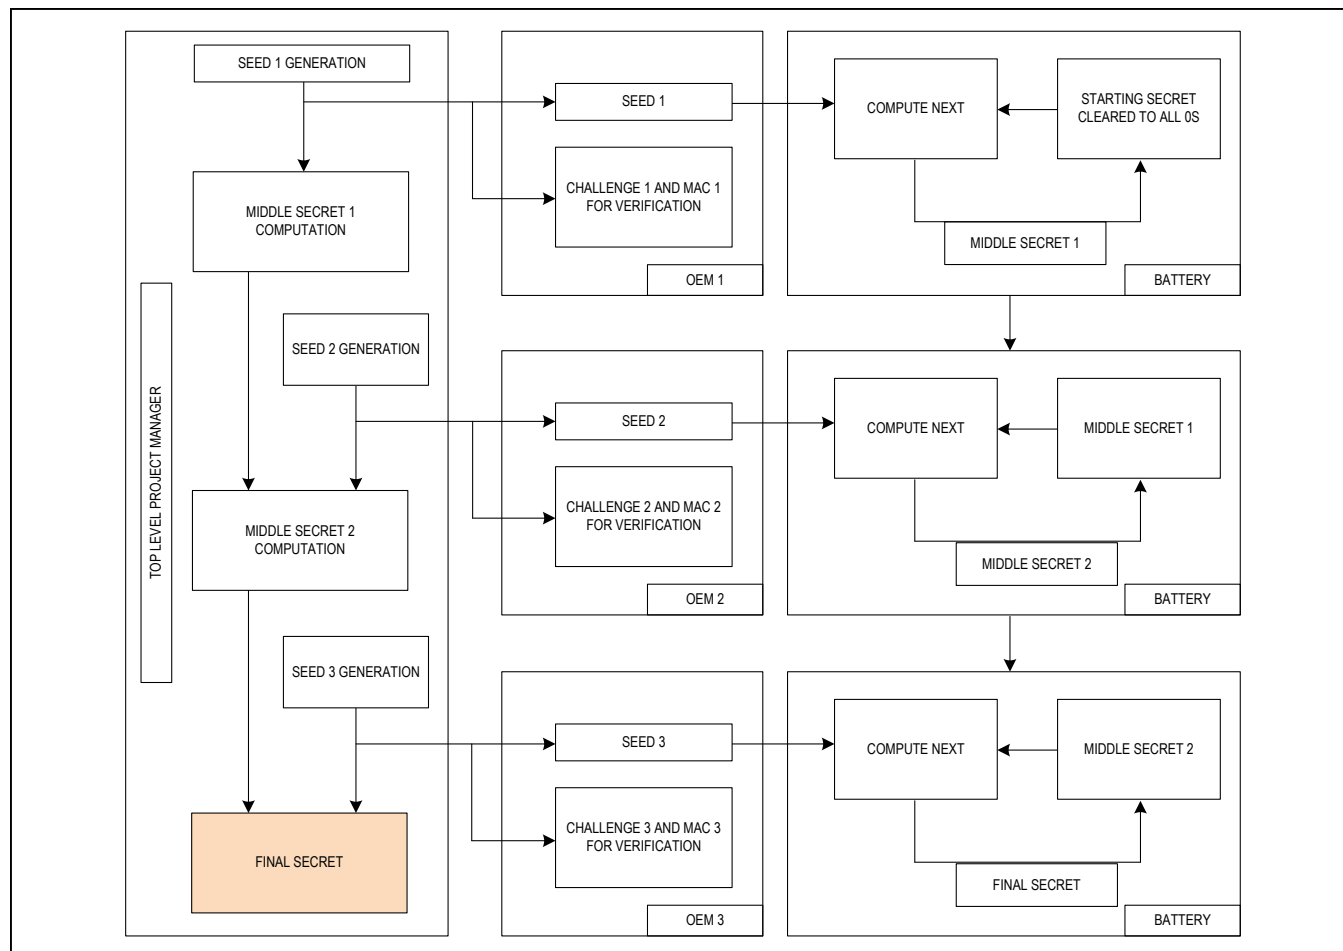 SEED 1 GENERATION
MIDDLE SECRET 1
COMPUTATION
TOP LEVEL PROJECT MANAGER
SEED 2 GENERATION
MIDDLE SECRET 2
COMPUTATION
SEED 3 GENERATION
FINAL SECRET
SEED 1
CHALLENGE 1 AND MAC 1
FOR VERIFICATION
OEM 1
COMPUTE NEXT
STARTING SECRET
CLEARED TO ALL 0S
MIDDLE SECRET 1
BATTERY
SEED 2
CHALLENGE 2 AND MAC 2
FOR VERIFICATION
OEM 2
COMPUTE NEXT
MIDDLE SECRET 1
MIDDLE SECRET 2
BATTERY
SEED 3
CHALLENGE 3 AND MAC 3
FOR VERIFICATION
OEM 3
COMPUTE NEXT
MIDDLE SECRET 2
FINAL SECRET
BATTERY